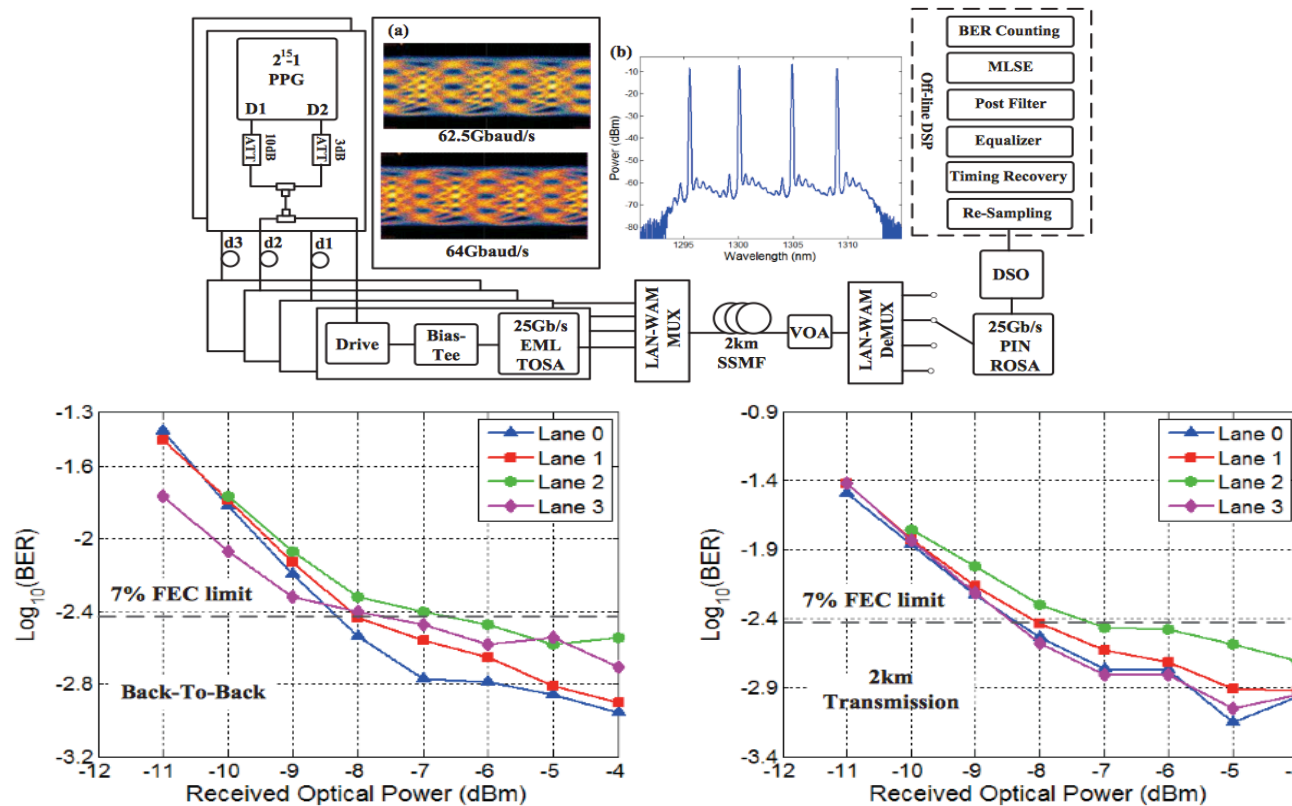 2^15-1
PPG
D1 D2
10dB
ATT
3dB
ATT
d3 d2 d1
(a)
62.5Gbaud/s
64Gbaud/s
(b)
Power (dBm)
-10
-20
-30
-40
-50
-60
-70
-80
1295 1300 1305 1310
Wavelength (nm)
Off-line DSP
BER Counting
MLSE
Post Filter
Equalizer
Timing Recovery
Re-Sampling
DSO
25Gb/s
PIN
ROSA
Drive
Bias-
Tee
25Gb/s
EML
TOSA
LAN-WAM
MUX
2km
SSMF
VOA
LAN-WAM
DeMUX
Log10(BER)
-1.3
-1.6
-2
-2.4
-2.8
-3.2
Lane 0
Lane 1
Lane 2
Lane 3
7% FEC limit
Back-To-Back
-12 -11 -10 -9 -8 -7 -6 -5 -4
Received Optical Power (dBm)
Log10(BER)
-0.9
-1.4
-1.9
-2.4
-2.9
-3.4
Lane 0
Lane 1
Lane 2
Lane 3
7% FEC limit
2km
Transmission
-12 -11 -10 -9 -8 -7 -6 -5
Received Optical Power (dBm)